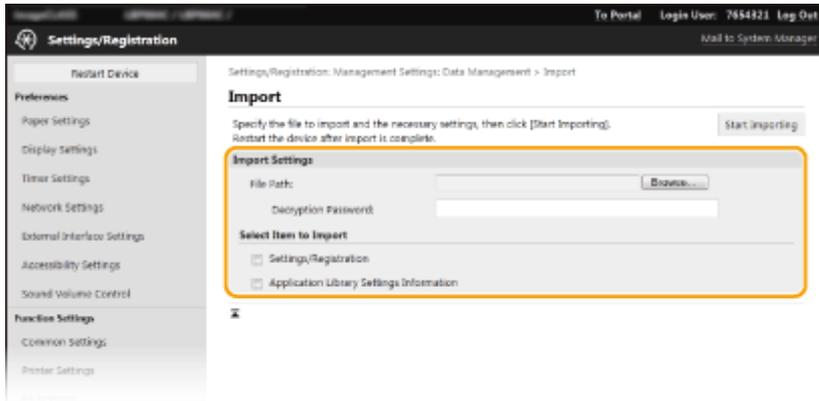 To Portal Login User: 7654321 Log Out
Settings/Registration
Mail to System Manager
Restart Device
Preferences
Paper Settings
Display Settings
Timer Settings
Network Settings
External Interface Settings
Accessibility Settings
Sound Volume Control
Function Settings
Common Settings
Printer Settings
Settings/Registration: Management Settings: Data Management > Import
Import
Specify the file to import and the necessary settings, then click [Start Importing].
Restart the device after import is complete.
Start Importing
Import Settings
File Path:
Browse...
Decryption Password:
Select Item to Import
Settings/Registration
Application Library Settings Information